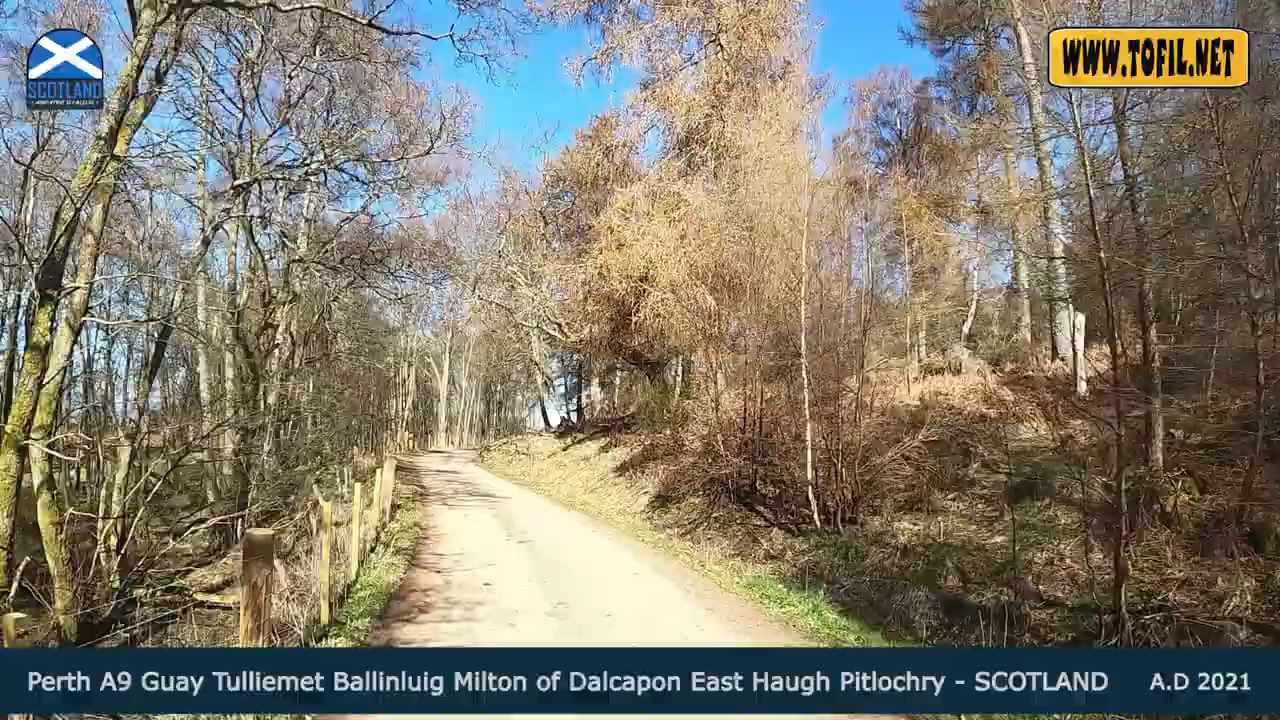 SCOTLAND
WWW.TOFIL.NET
Perth A9 Guay Tulliemet Ballinluig Milton of Dalcapon East Haugh Pitlochry - SCOTLAND A.D 2021